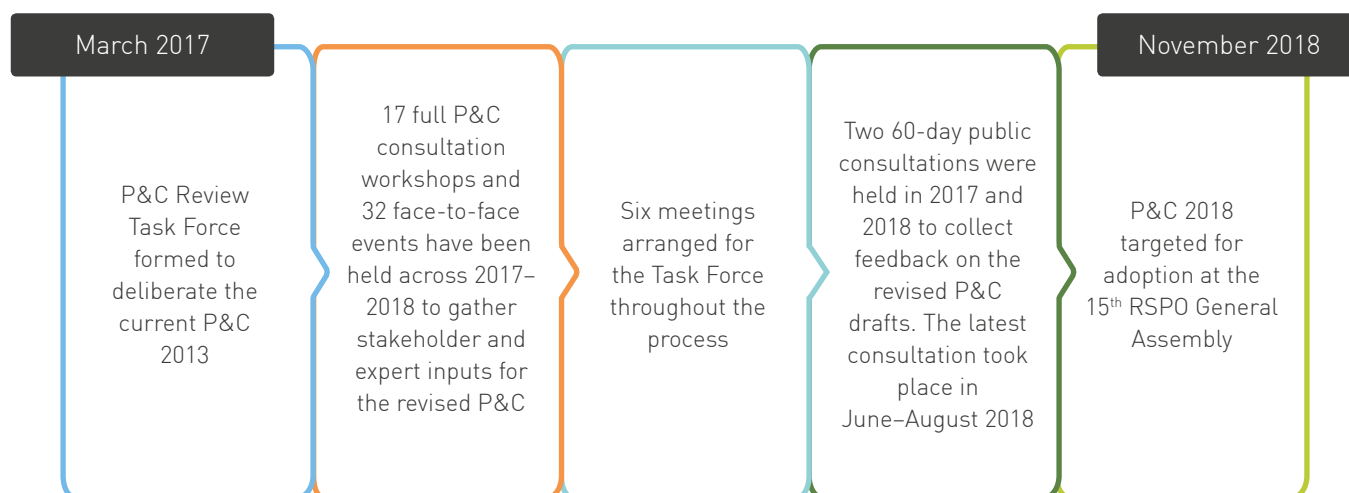 March 2017
P&C Review
Task Force
formed to
deliberate the
current P&C
2013
17 full P&C
consultation
workshops and
32 face-to-face
events have been
held across 2017–
2018 to gather
stakeholder and
expert inputs for
the revised P&C
Six meetings
arranged for
the Task Force
throughout the
process
Two 60-day public
consultations were
held in 2017 and
2018 to collect
feedback on the
revised P&C
drafts. The latest
consultation took
place in
June–August 2018
November 2018
P&C 2018
targeted for
adoption at the
15th RSPO General
Assembly